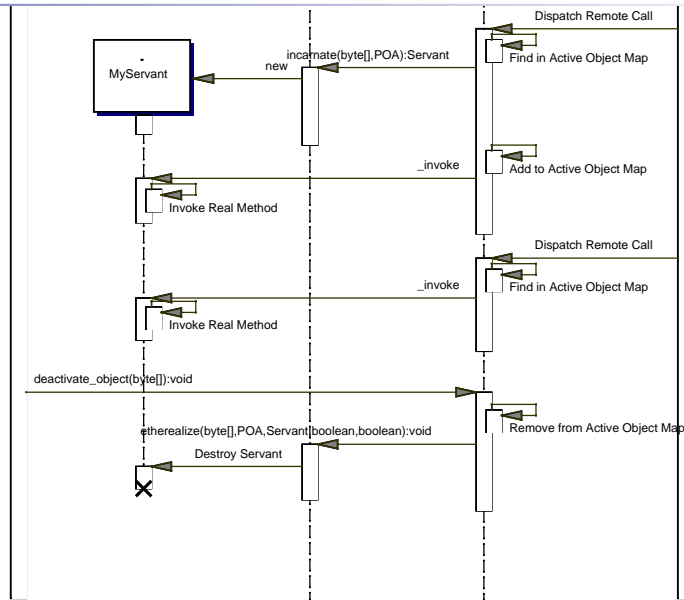 Dispatch Remote Call
incarnate(byte[],POA):Servant
Find in Active Object Map
new
MyServant
_invoke
Add to Active Object Map
Invoke Real Method
Dispatch Remote Call
_invoke
Find in Active Object Map
Invoke Real Method
deactivate_object(byte[]):void
Remove from Active Object Map
etherealize(byte[],POA,Servant,boolean,boolean):void
Destroy Servant